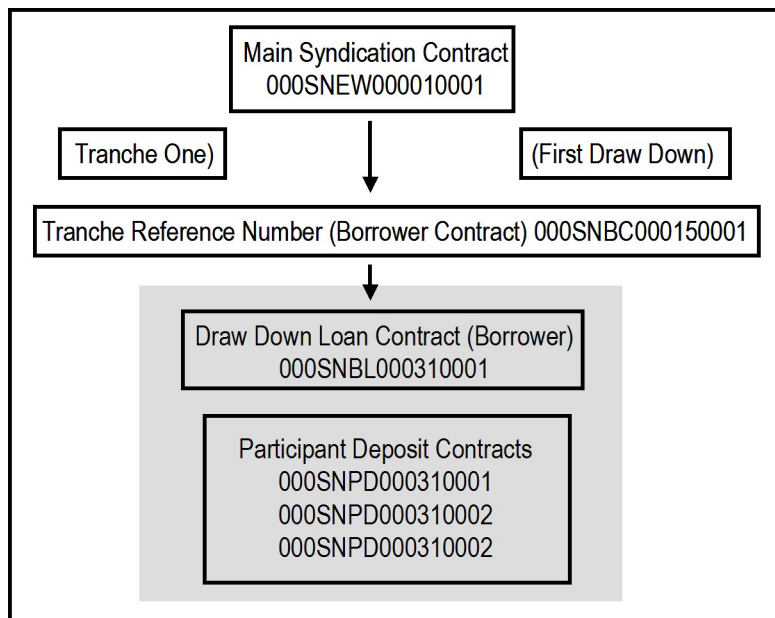 Main Syndication Contract
000SNEW000010001
Tranche One)
(First Draw Down)
Tranche Reference Number (Borrower Contract) 000SNBC000150001
Draw Down Loan Contract (Borrower)
000SNBL000310001
Participant Deposit Contracts
000SNPD000310001
000SNPD000310002
000SNPD000310002